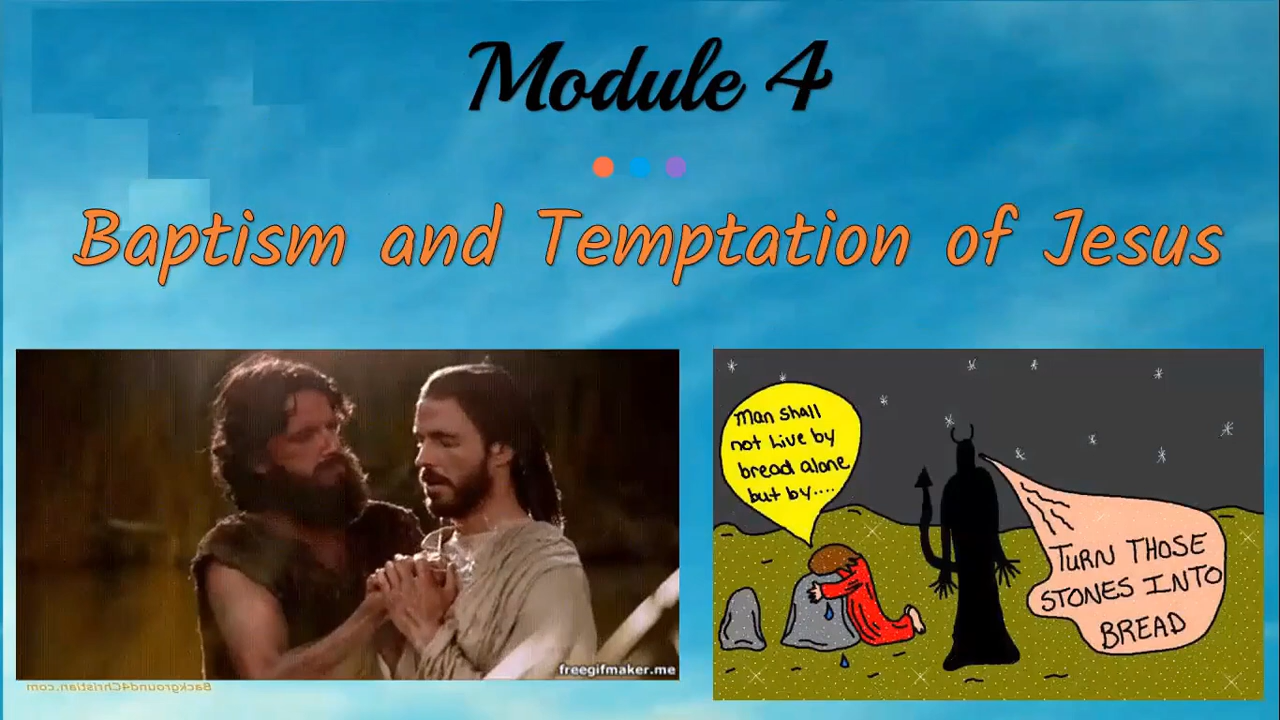 Module 4
Baptism and Temptation of Jesus
Man shall
not live by
bread alone
but by....
TURN THOSE
STONES INTO
BREAD
freegifmaker.me
Background4Christian.com